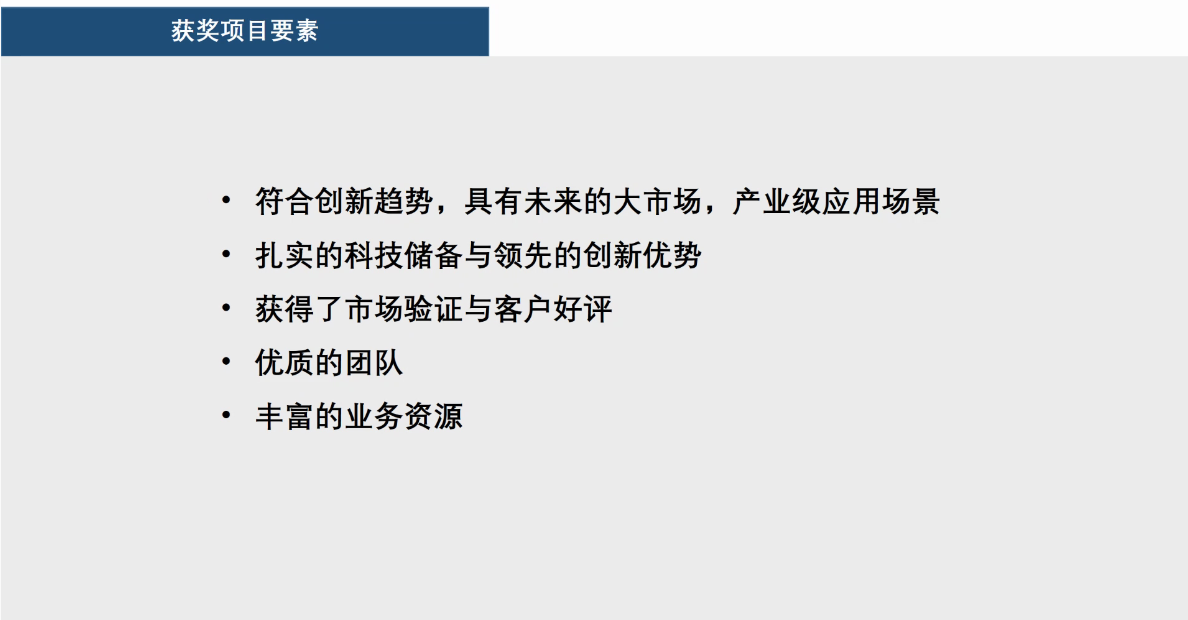 获奖项目要素
• 符合创新趋势，具有未来的大市场，产业级应用场景
• 扎实的科技储备与领先的创新优势
• 获得了市场验证与客户好评
• 优质的团队
• 丰富的业务资源